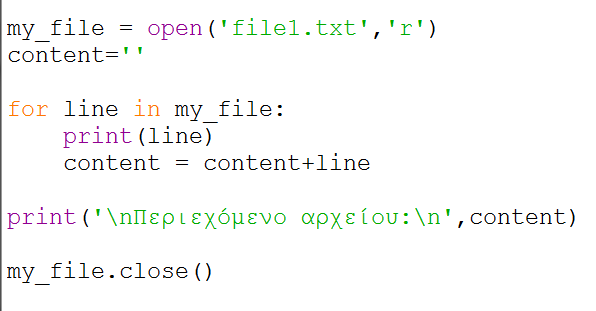 my_file = open('file1.txt','r')
content=''
for line in my_file:
    print(line)
    content = content+line
print('\nΠεριεχόμενο αρχείου:\n',content)
my_file.close()